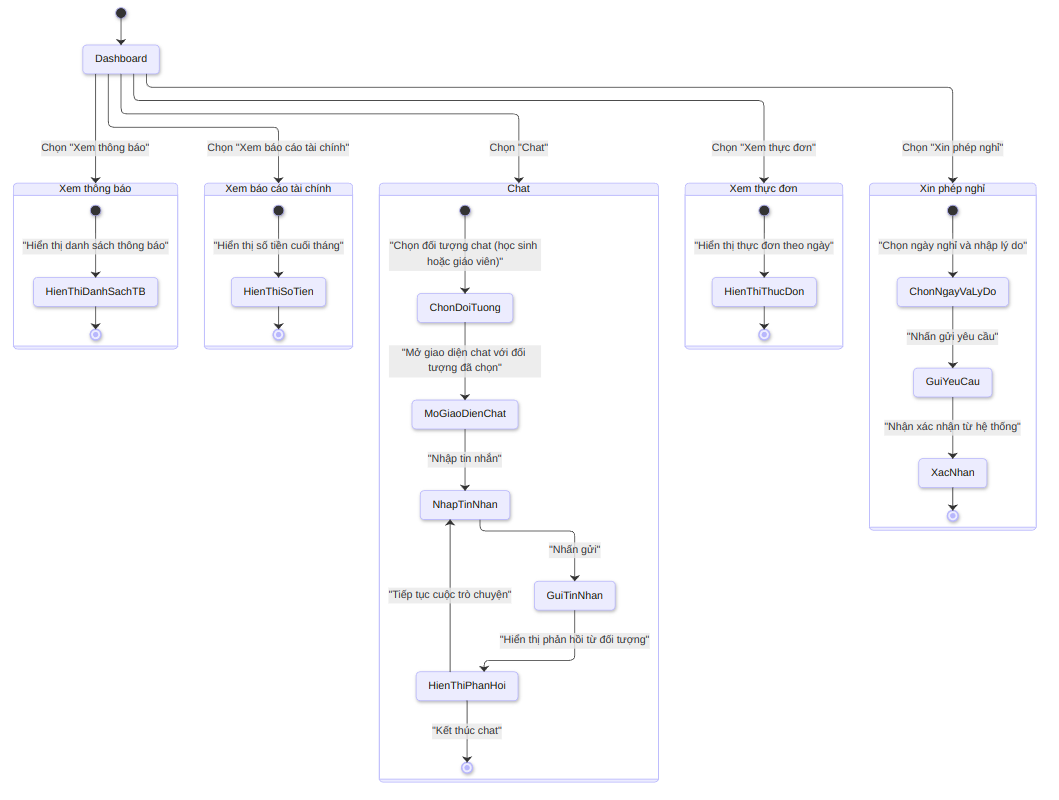 Dashboard
Chọn "Xem thông báo"
Chọn "Xem báo cáo tài chính"
Chọn "Chat"
Chọn "Xem thực đơn"
Chọn "Xin phép nghỉ"
Xem thông báo
"Hiển thị danh sách thông báo"
HienThiDanhSachTB
Xem báo cáo tài chính
"Hiển thị số tiền cuối tháng"
HienThiSoTien
Chat
"Chọn đối tượng chat (học sinh
hoặc giáo viên)"
ChonDoiTuong
"Mở giao diện chat với đối
tượng đã chọn"
MoGiaoDienChat
"Nhập tin nhắn"
NhapTinNhan
"Nhấn gửi"
"Tiếp tục cuộc trò chuyện"
GuiTinNhan
"Hiển thị phản hồi từ đối tượng"
HienThiPhanHoi
"Kết thúc chat"
Xem thực đơn
"Hiển thị thực đơn theo ngày"
HienThiThucDon
Xin phép nghỉ
"Chọn ngày nghỉ và nhập lý do"
ChonNgayVaLyDo
"Nhấn gửi yêu cầu"
GuiYeuCau
"Nhận xác nhận từ hệ thống"
XacNhan